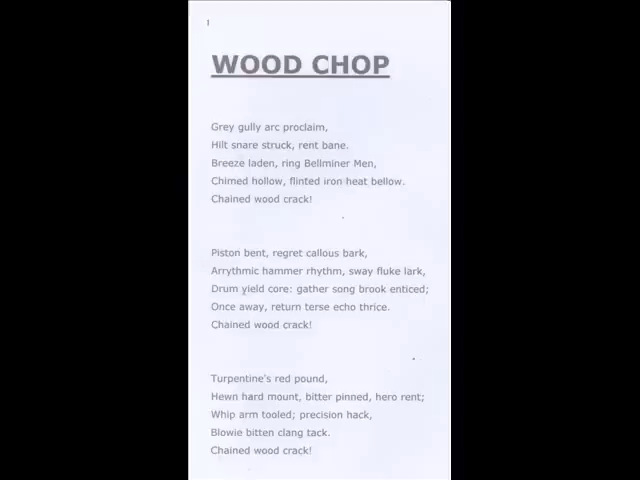 1
WOOD CHOP
Grey gully arc proclaim,
Hilt snare struck, rent bane.
Breeze laden, ring Bellminer Men,
Chimed hollow, flinted iron heat bellow.
Chained wood crack!
Piston bent, regret callous bark,
Arrythmic hammer rhythm, sway fluke lark,
Drum yield core: gather song brook enticed;
Once away, return terse echo thrice.
Chained wood crack!
Turpentine's red pound,
Hewn hard mount, bitter pinned, hero rent;
Whip arm tooled; precision hack,
Blowie bitten clang tack.
Chained wood crack!